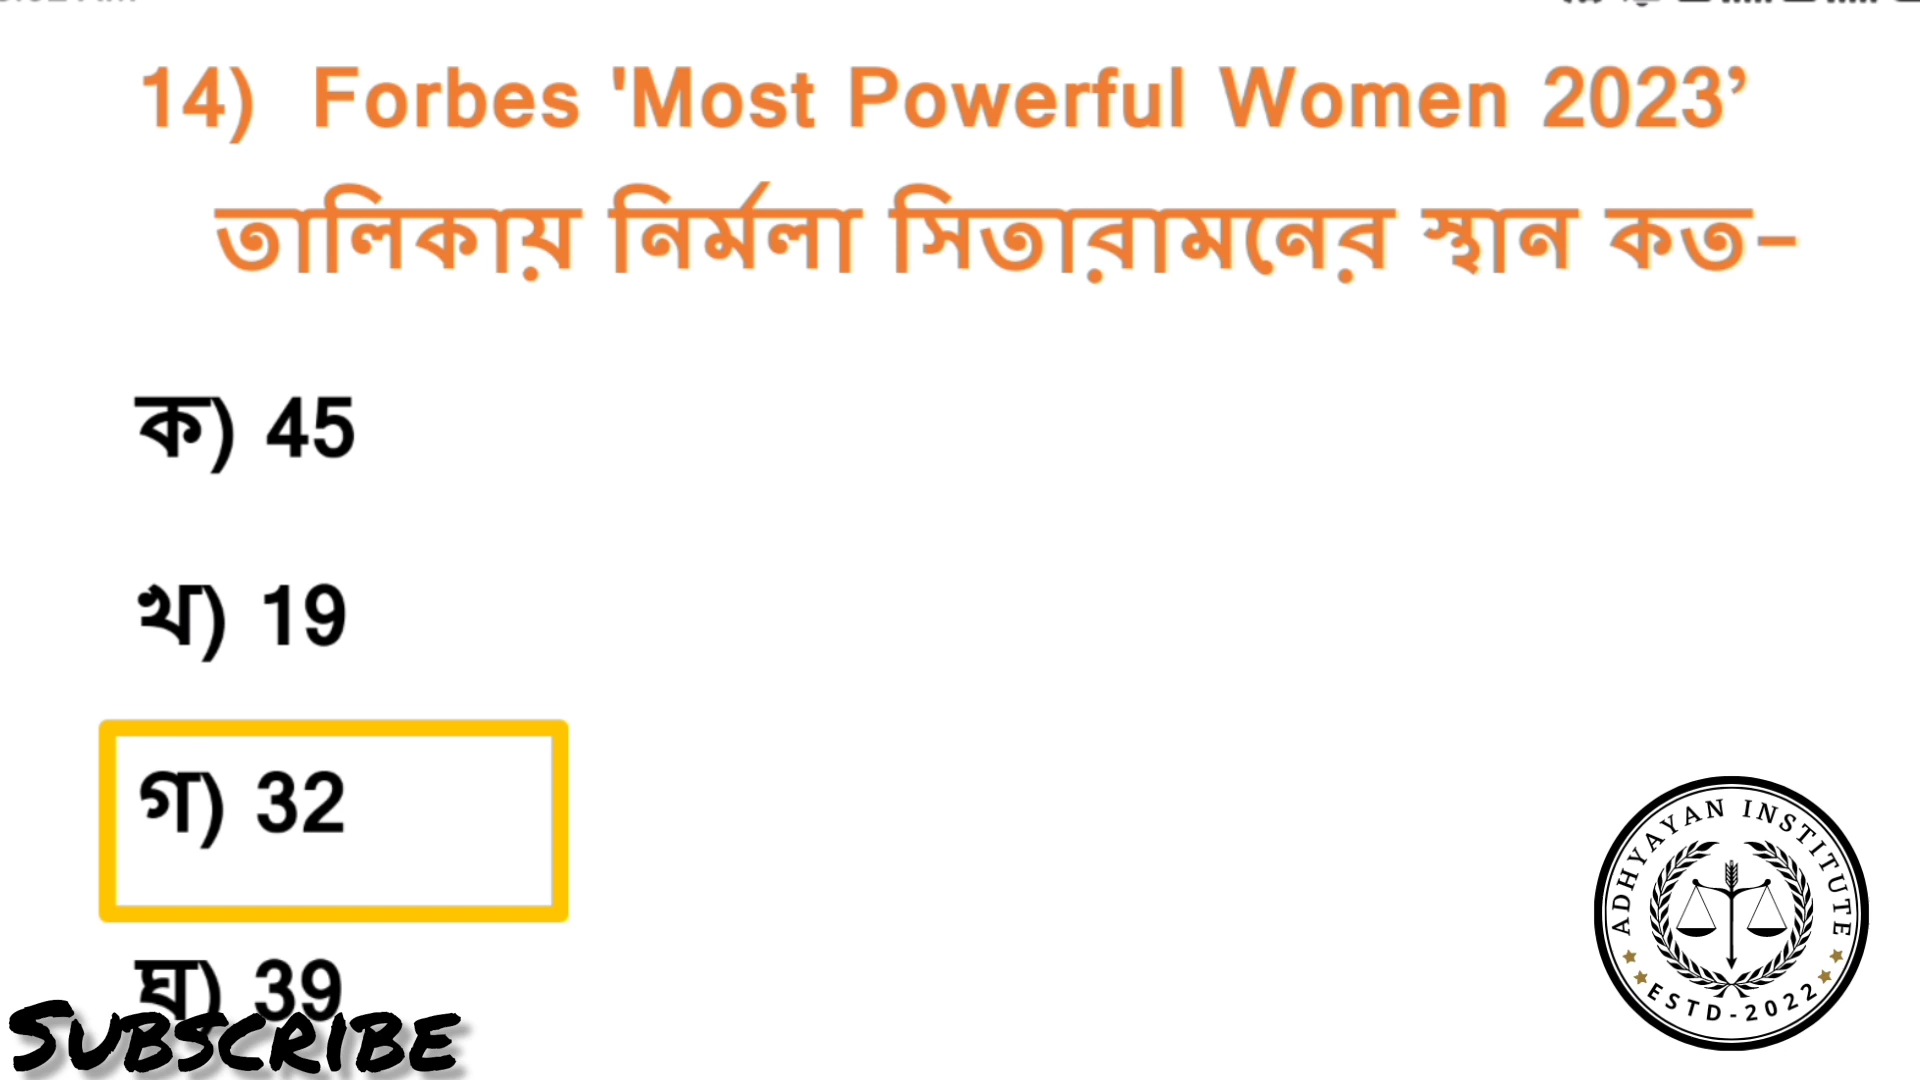 14) Forbes 'Most Powerful Women 2023’
তালিকায় নির্মলা সিতারামনের স্থান কত-
ক) 45
খ) 19
গ) 32
ঘ) 39
SUBSCRIBE
ADHYAYAN INSTITUTE
ESTD-2022